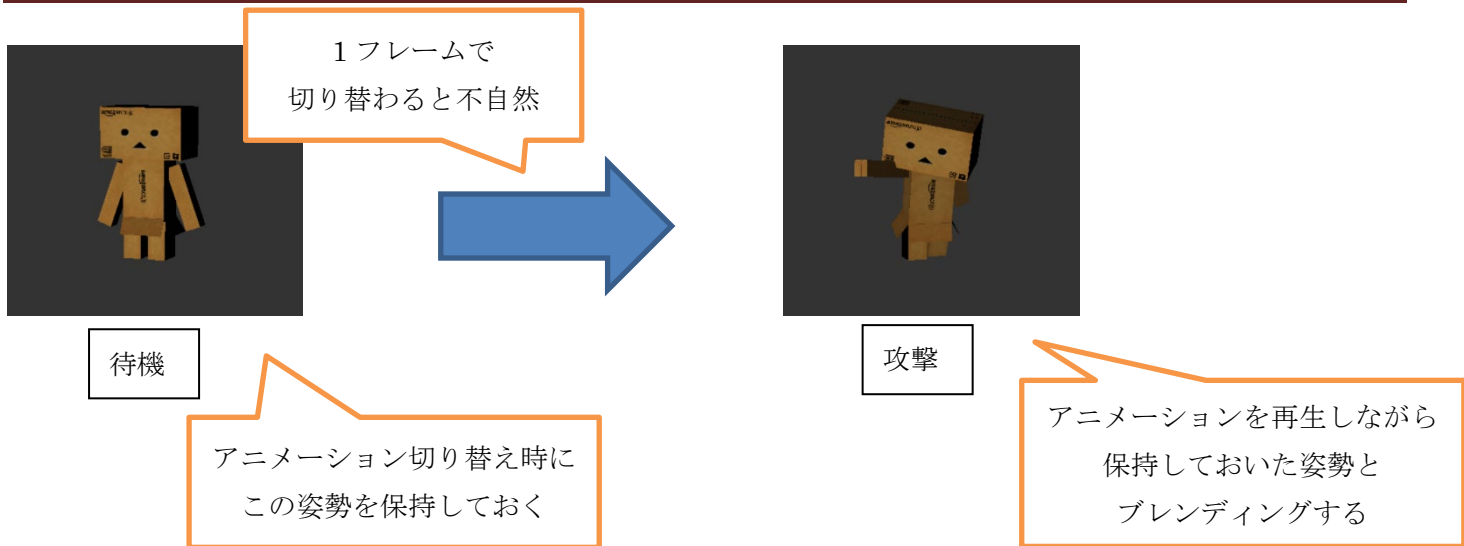 １フレームで
切り替わると不自然
待機
攻撃
アニメーション切り替え時に
この姿勢を保持しておく
アニメーションを再生しながら
保持しておいた姿勢と
ブレンディングする